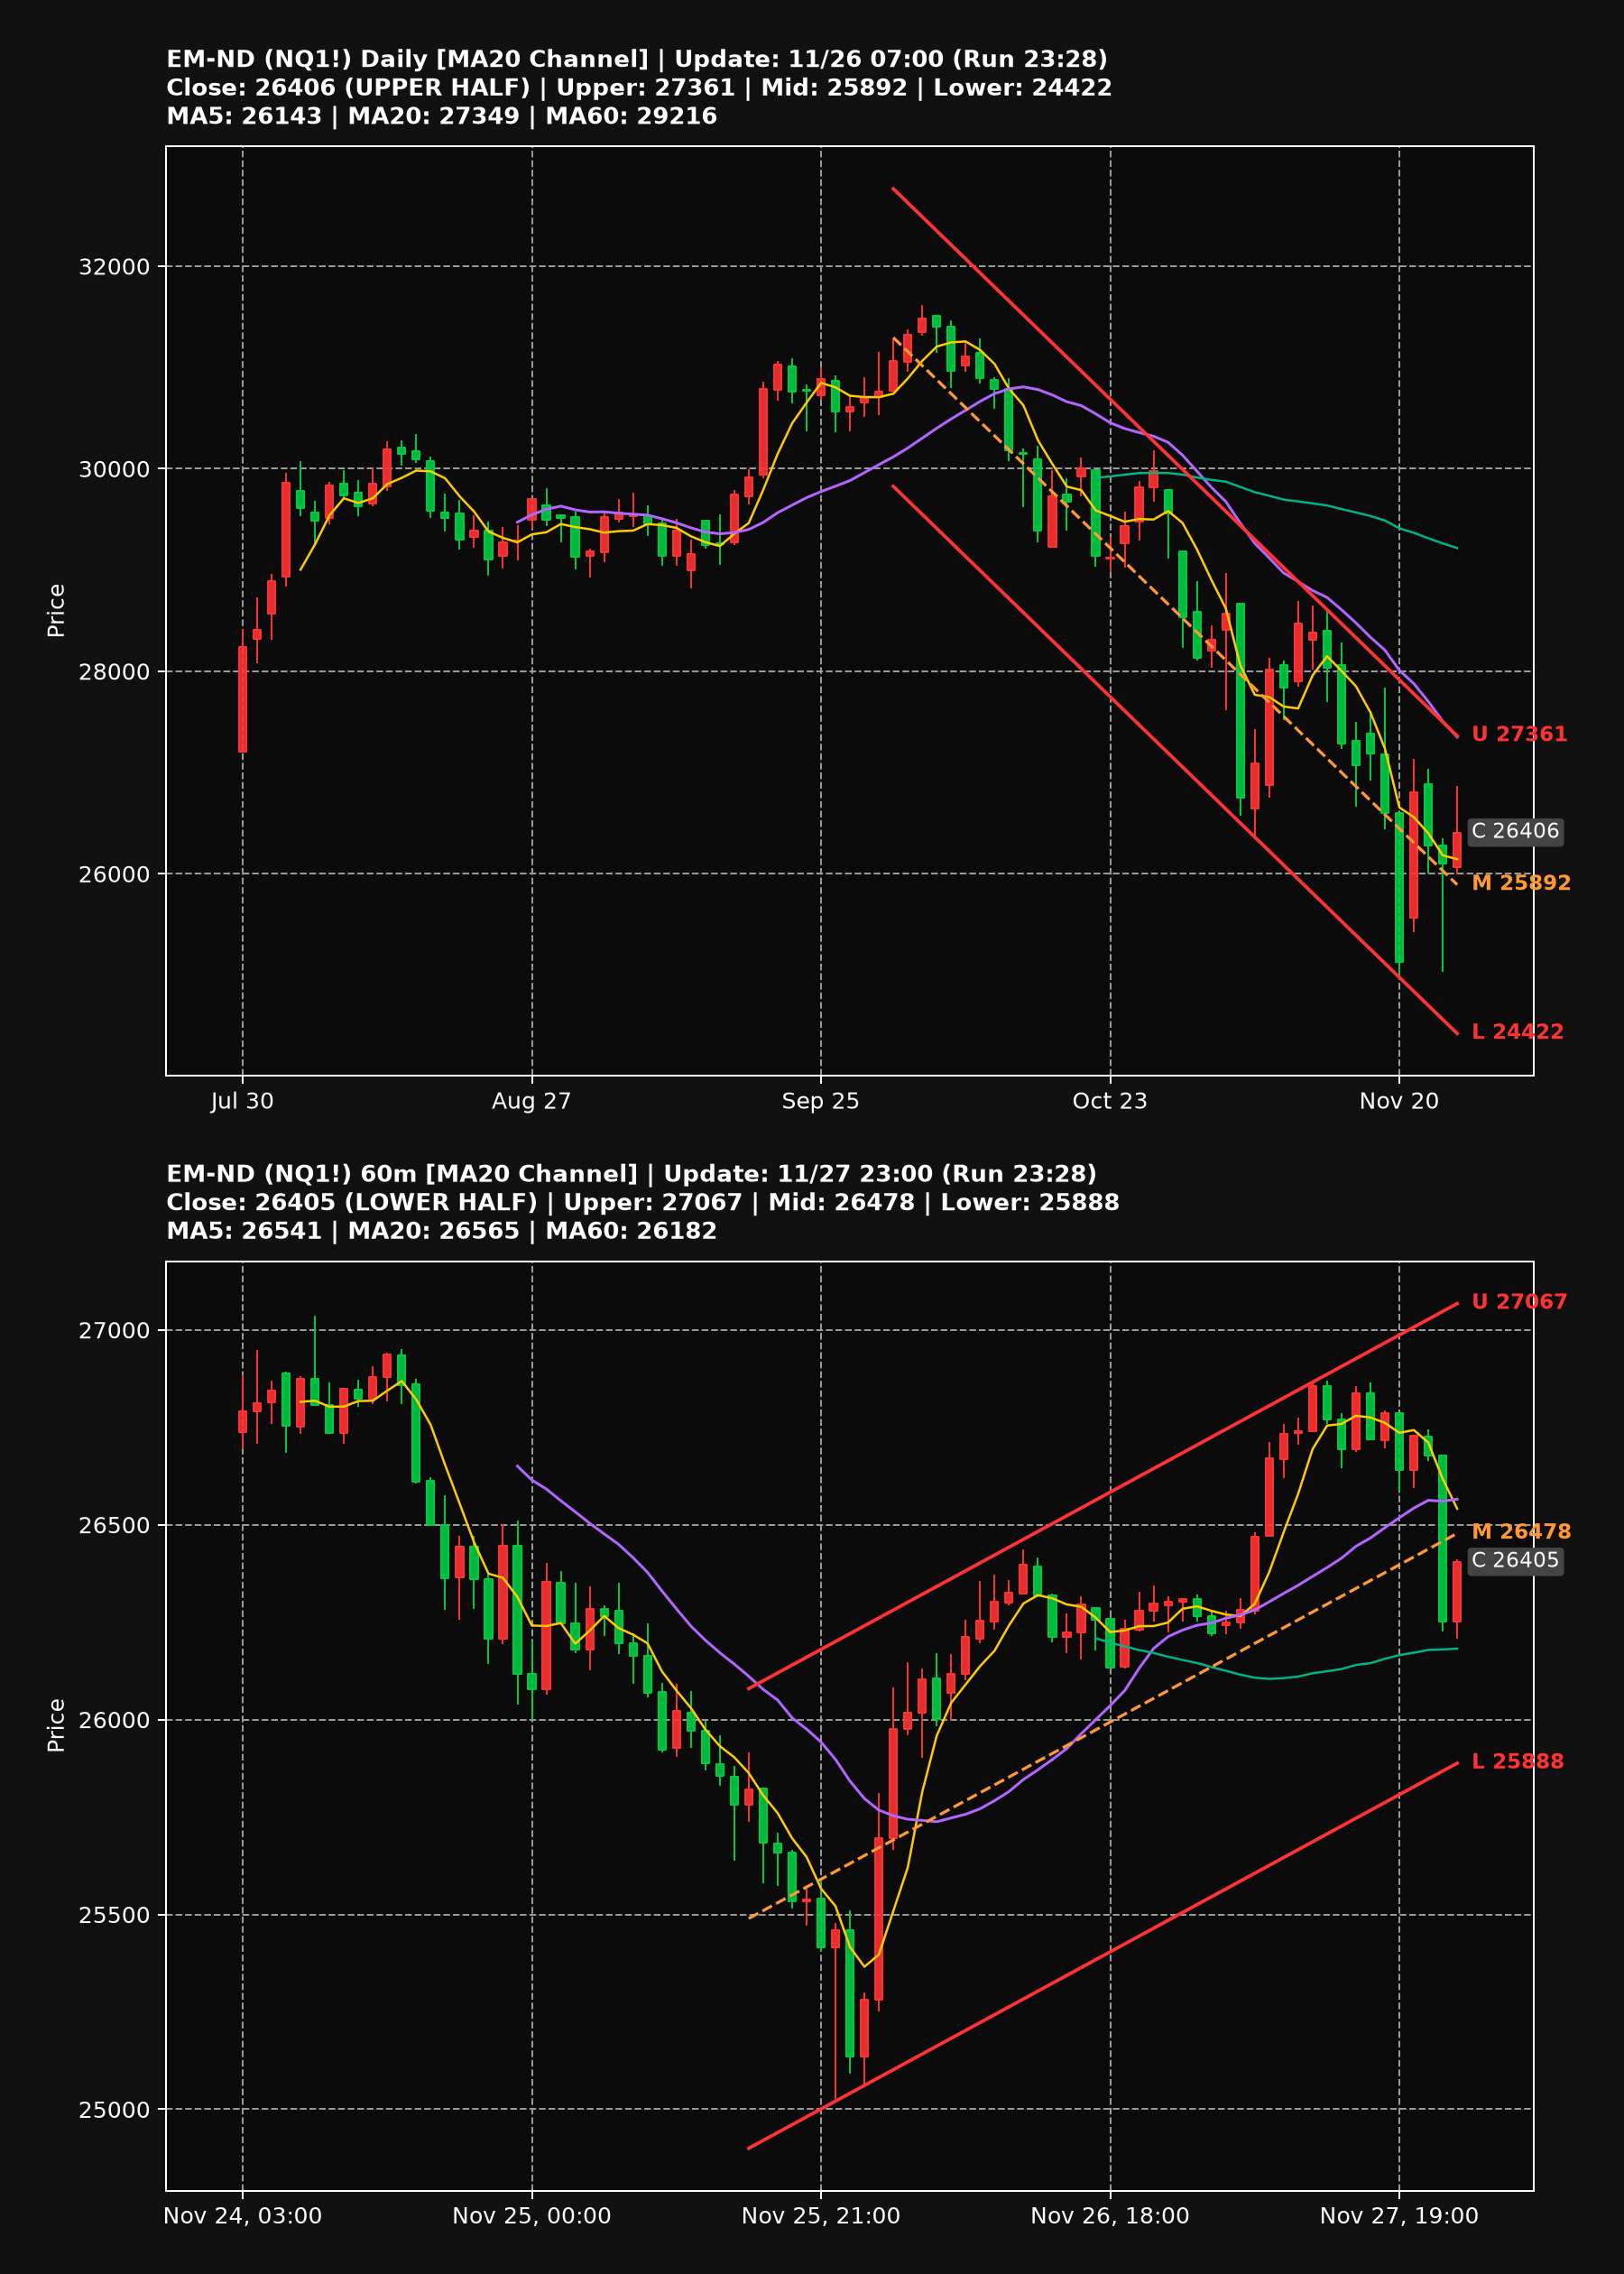 EM-ND (NQ1!) Daily [MA20 Channel] | Update: 11/26 07:00 (Run 23:28)
Close: 26406 (UPPER HALF) | Upper: 27361 | Mid: 25892 | Lower: 24422
MA5: 26143 | MA20: 27349 | MA60: 29216
32000
30000
28000
26000
Price
U 27361
C 26406
M 25892
L 24422
Jul 30
Aug 27
Sep 25
Oct 23
Nov 20
EM-ND (NQ1!) 60m [MA20 Channel] | Update: 11/27 23:00 (Run 23:28)
Close: 26405 (LOWER HALF) | Upper: 27067 | Mid: 26478 | Lower: 25888
MA5: 26541 | MA20: 26565 | MA60: 26182
27000
26500
26000
25500
25000
Price
U 27067
M 26478
C 26405
L 25888
Nov 24, 03:00
Nov 25, 00:00
Nov 25, 21:00
Nov 26, 18:00
Nov 27, 19:00